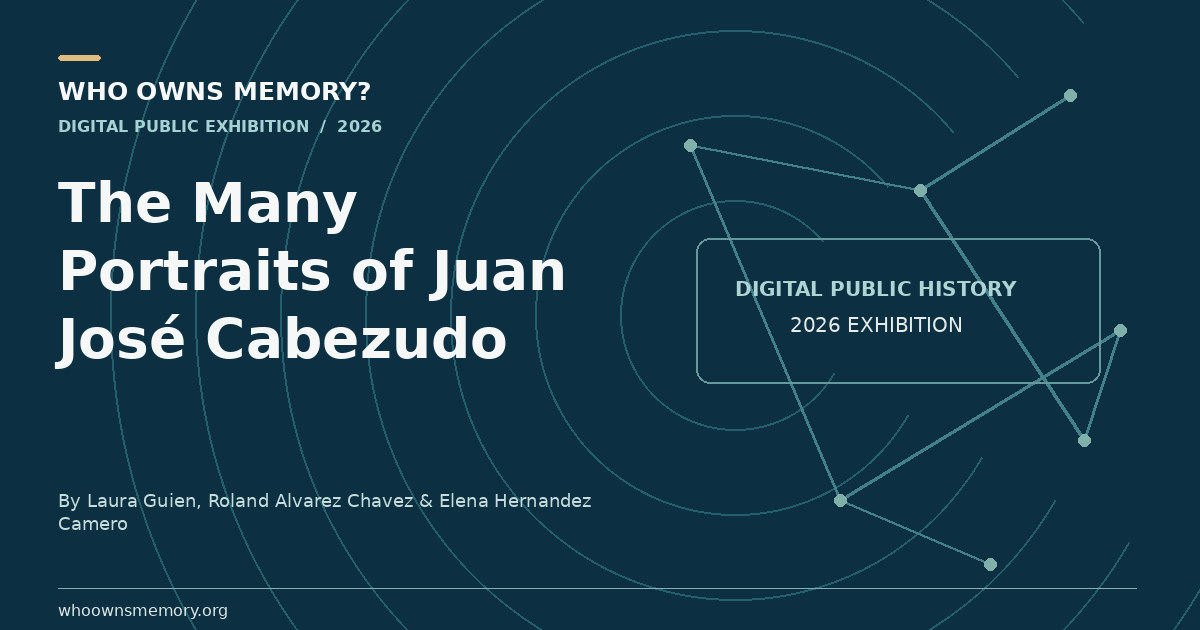 WHO OWNS MEMORY?
DIGITAL PUBLIC EXHIBITION / 2026
The Many
Portraits of Juan
José Cabezudo
DIGITAL PUBLIC HISTORY
2026 EXHIBITION
By Laura Guien, Roland Alvarez Chavez & Elena Hernandez
Camero
whoownsmemory.org